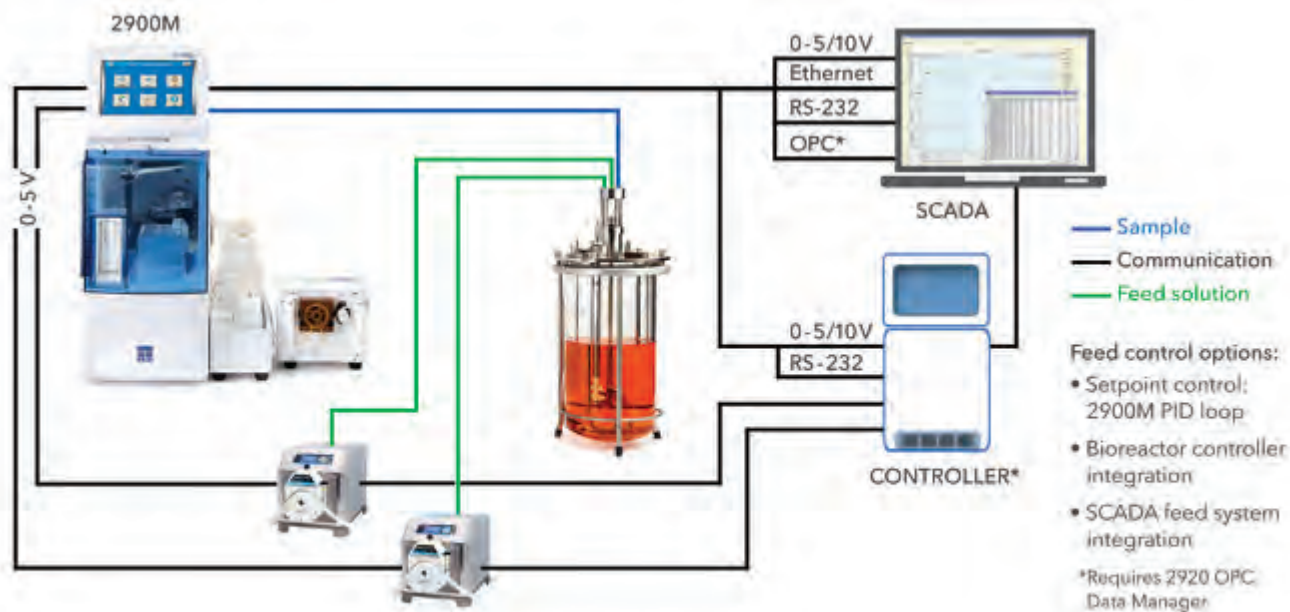 2900M
0-5/10V
Ethernet
RS-232
OPC*
0-5V
SCADA
Sample
Communication
Feed solution
0-5/10V
RS-232
CONTROLLER*
Feed control options:
• Setpoint control:
2900M PID loop
• Bioreactor controller
integration
• SCADA feed system
integration
*Requires 2920 OPC
Data Manager